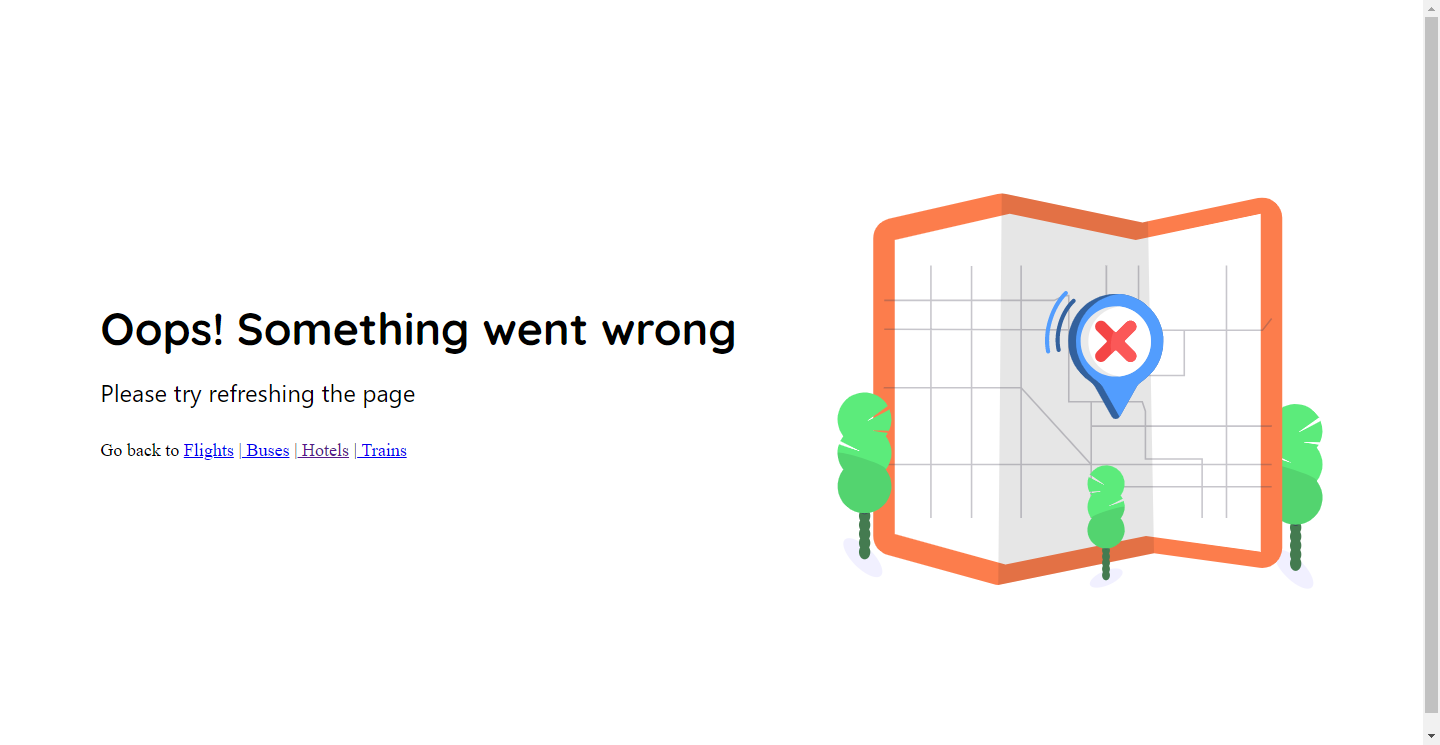 Oops! Something went wrong
Please try refreshing the page
Go back to Flights | Buses | Hotels | Trains